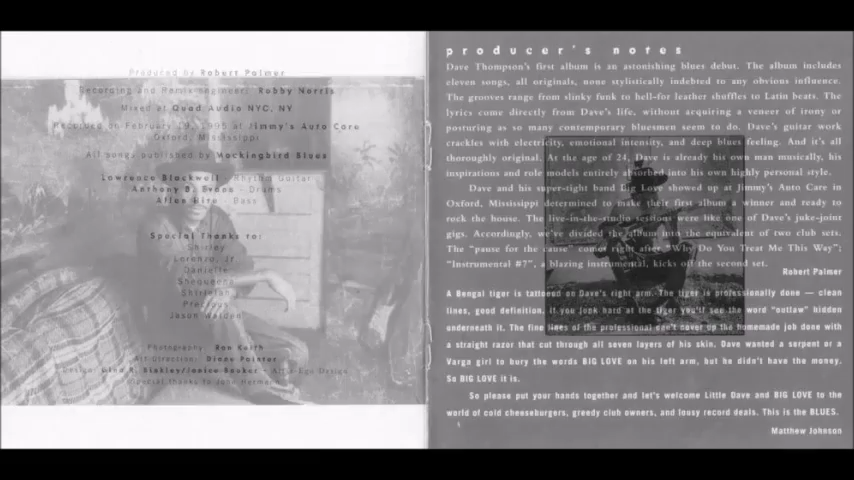 Produced by Robert Palmer
Recording and Remix engineer: Robby Norris
Mixed at Quad Audio NYC, NY
Recorded on February 1995 at Jimmy's Auto Care
Oxford, Mississippi
All songs published by Mockingbird Blues
Lawrence Blackwell - Rhythm Guitar
Anthony B. Evans - Drums
Allen Hite - Bass
Special Thanks to:
Shirley
Lorenzo, Jr
Danielle
Shequeena
Precious
Jason Walden
Photography: Ron Keith
Art Direction: Diane Painter
Design:
special thanks to John Hermann
producer's notes
Dave Thompson's first album is an astonishing blues debut. The album includes
eleven songs, all originals, none stylistically indebted to any obvious influence.
The grooves range from slinky funk to hell-for leather shuffles to Latin beats. The
lyrics come directly from Dave's life, without acquiring a veneer of irony or
posturing as so many contemporary bluesmen seem to do. Dave's guitar work
crackles with electricity, emotional intensity, and deep blues feeling. And it's all
thoroughly original. At the age of 24, Dave is already his own man musically, his
inspirations and role models entirely absorbed into his own highly personal style.
Dave and his super-tight band Big Love showed up at Jimmy's Auto Care in
Oxford, Mississippi determined to make their first album a winner and ready to
rock the house. The live-in-the-studio sessions were like one of Dave's juke-joint
gigs. Accordingly, we've divided the album into the equivalent of two club sets.
The "pause for the cause" comes right after "Why Do You Treat Me This Way";
"Instrumental #7", a blazing instrumental, kicks off the second set.
Robert Palmer
A Bengal tiger is tattooed on Dave's right arm. The tiger is professionally done — clean
lines, good definition. If you look hard at the tiger you'll see the word "outlaw" hidden
underneath it. The fine lines of the professional can't cover up the homemade job done with
a straight razor that cut through all seven layers of his skin. Dave wanted a serpent or a
Varga girl to bury the words BIG LOVE on his left arm, but he didn't have the money.
So BIG LOVE it is.
So please put your hands together and let's welcome Little Dave and BIG LOVE to the
world of cold cheeseburgers, greedy club owners, and lousy record deals. This is the BLUES.
Matthew Johnson